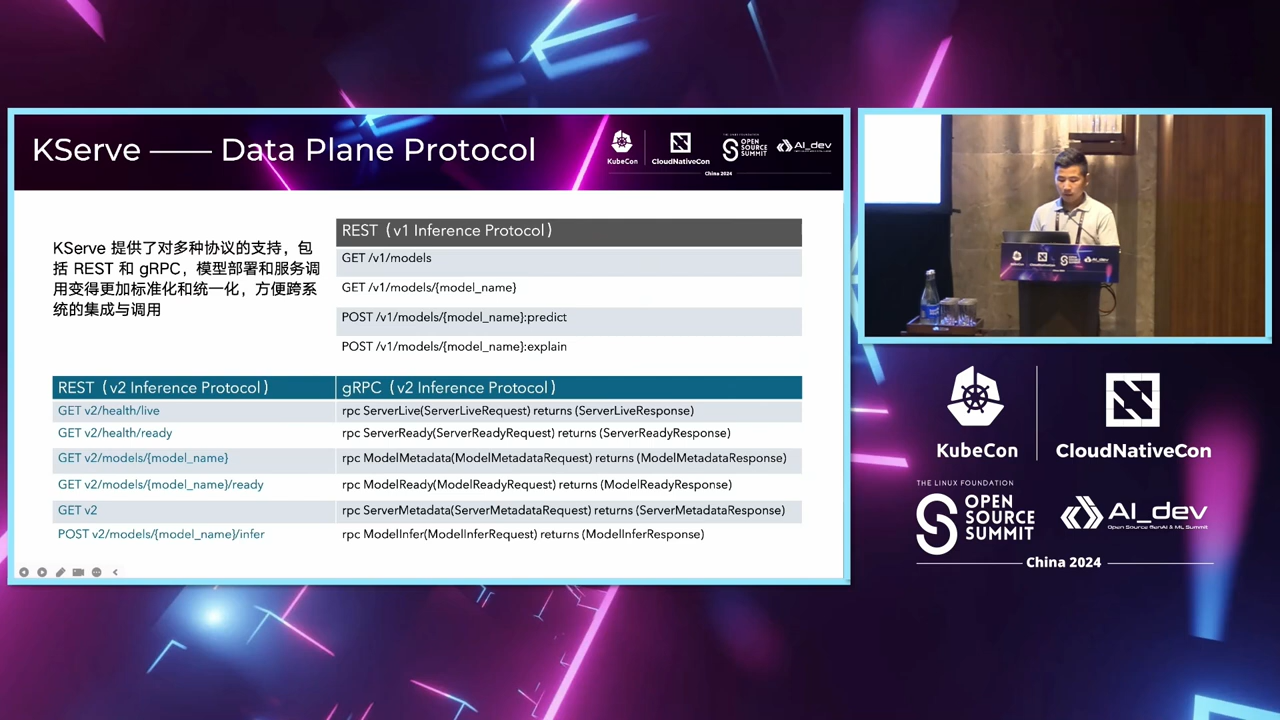 KServe —— Data Plane Protocol
KubeCon
CloudNativeCon
OPEN
SOURCE
SUMMIT
AI_dev
China 2024
KServe 提供了对多种协议的支持，包
括 REST 和 gRPC，模型部署和服务调
用变得更加标准化和统一化，方便跨系
统的集成与调用
REST（v1 Inference Protocol）
GET /v1/models
GET /v1/models/{model_name}
POST /v1/models/{model_name}:predict
POST /v1/models/{model_name}:explain
REST（v2 Inference Protocol） gRPC（v2 Inference Protocol）
GET v2/health/live rpc ServerLive(ServerLiveRequest) returns (ServerLiveResponse)
GET v2/health/ready rpc ServerReady(ServerReadyRequest) returns (ServerReadyResponse)
GET v2/models/{model_name} rpc ModelMetadata(ModelMetadataRequest) returns (ModelMetadataResponse)
GET v2/models/{model_name}/ready rpc ModelReady(ModelReadyRequest) returns (ModelReadyResponse)
GET v2 rpc ServerMetadata(ServerMetadataRequest) returns (ServerMetadataResponse)
POST v2/models/{model_name}/infer rpc ModelInfer(ModelInferRequest) returns (ModelInferResponse)
KubeCon
CloudNativeCon
THE LINUX FOUNDATION
OPEN
SOURCE
SUMMIT
AI_dev
Open Source GenAI & ML Summit
China 2024